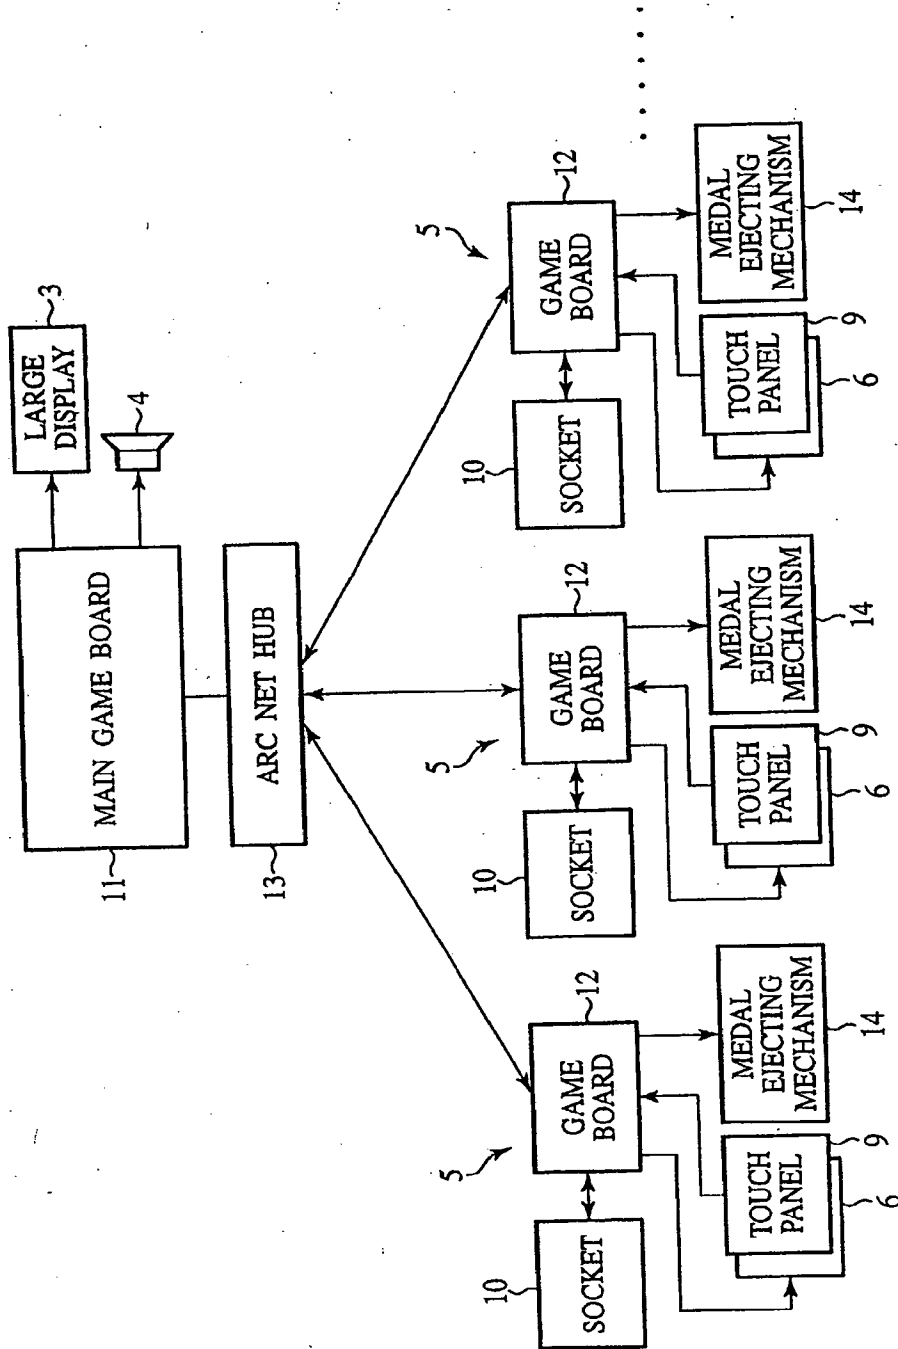 LARGE
DISPLAY
3
4
MAIN GAME BOARD
11
ARC NET HUB
13
5
GAME
BOARD
12
SOCKET
10
TOUCH
PANEL
9
6
MEDAL
EJECTING
MECHANISM
14
5
GAME
BOARD
12
SOCKET
10
TOUCH
PANEL
9
6
MEDAL
EJECTING
MECHANISM
14
5
GAME
BOARD
12
SOCKET
10
TOUCH
PANEL
9
6
MEDAL
EJECTING
MECHANISM
14